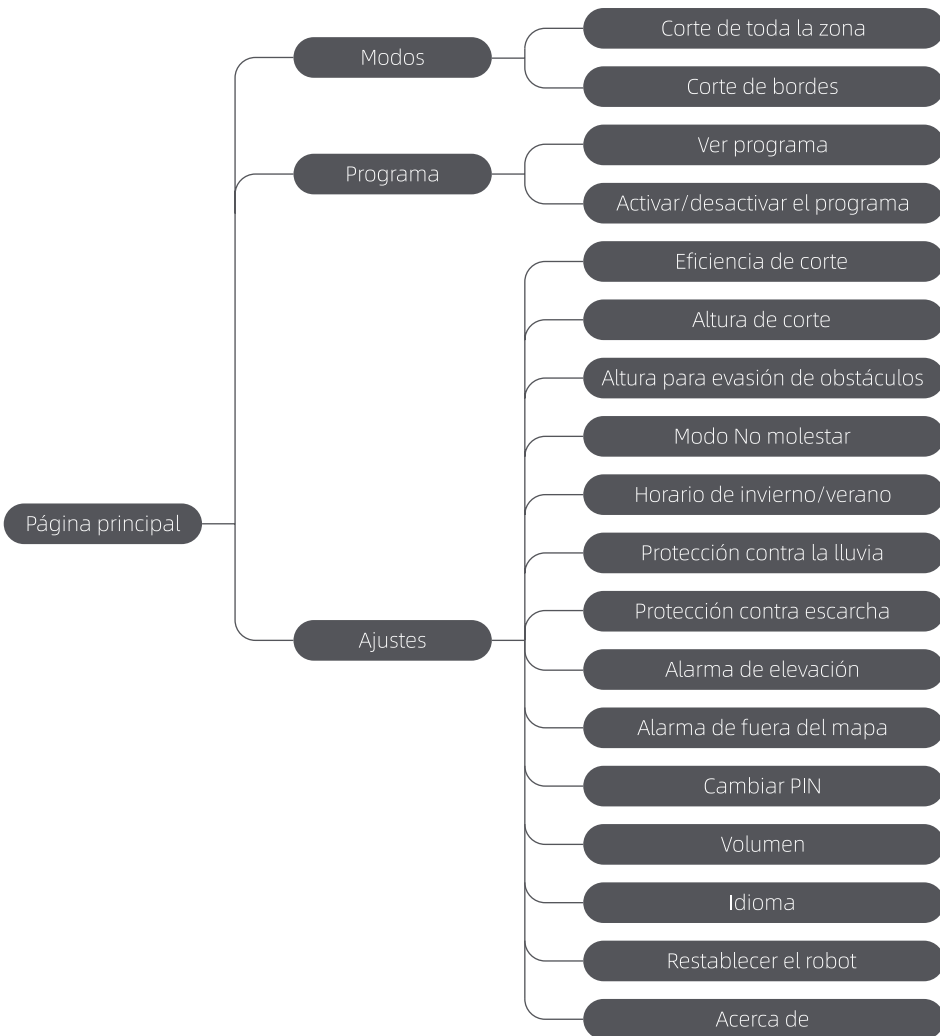 Página principal
Modos
Corte de toda la zona
Corte de bordes
Programa
Ver programa
Activar/desactivar el programa
Ajustes
Eficiencia de corte
Altura de corte
Altura para evasión de obstáculos
Modo No molestar
Horario de invierno/verano
Protección contra la lluvia
Protección contra escarcha
Alarma de elevación
Alarma de fuera del mapa
Cambiar PIN
Volumen
Idioma
Restablecer el robot
Acerca de